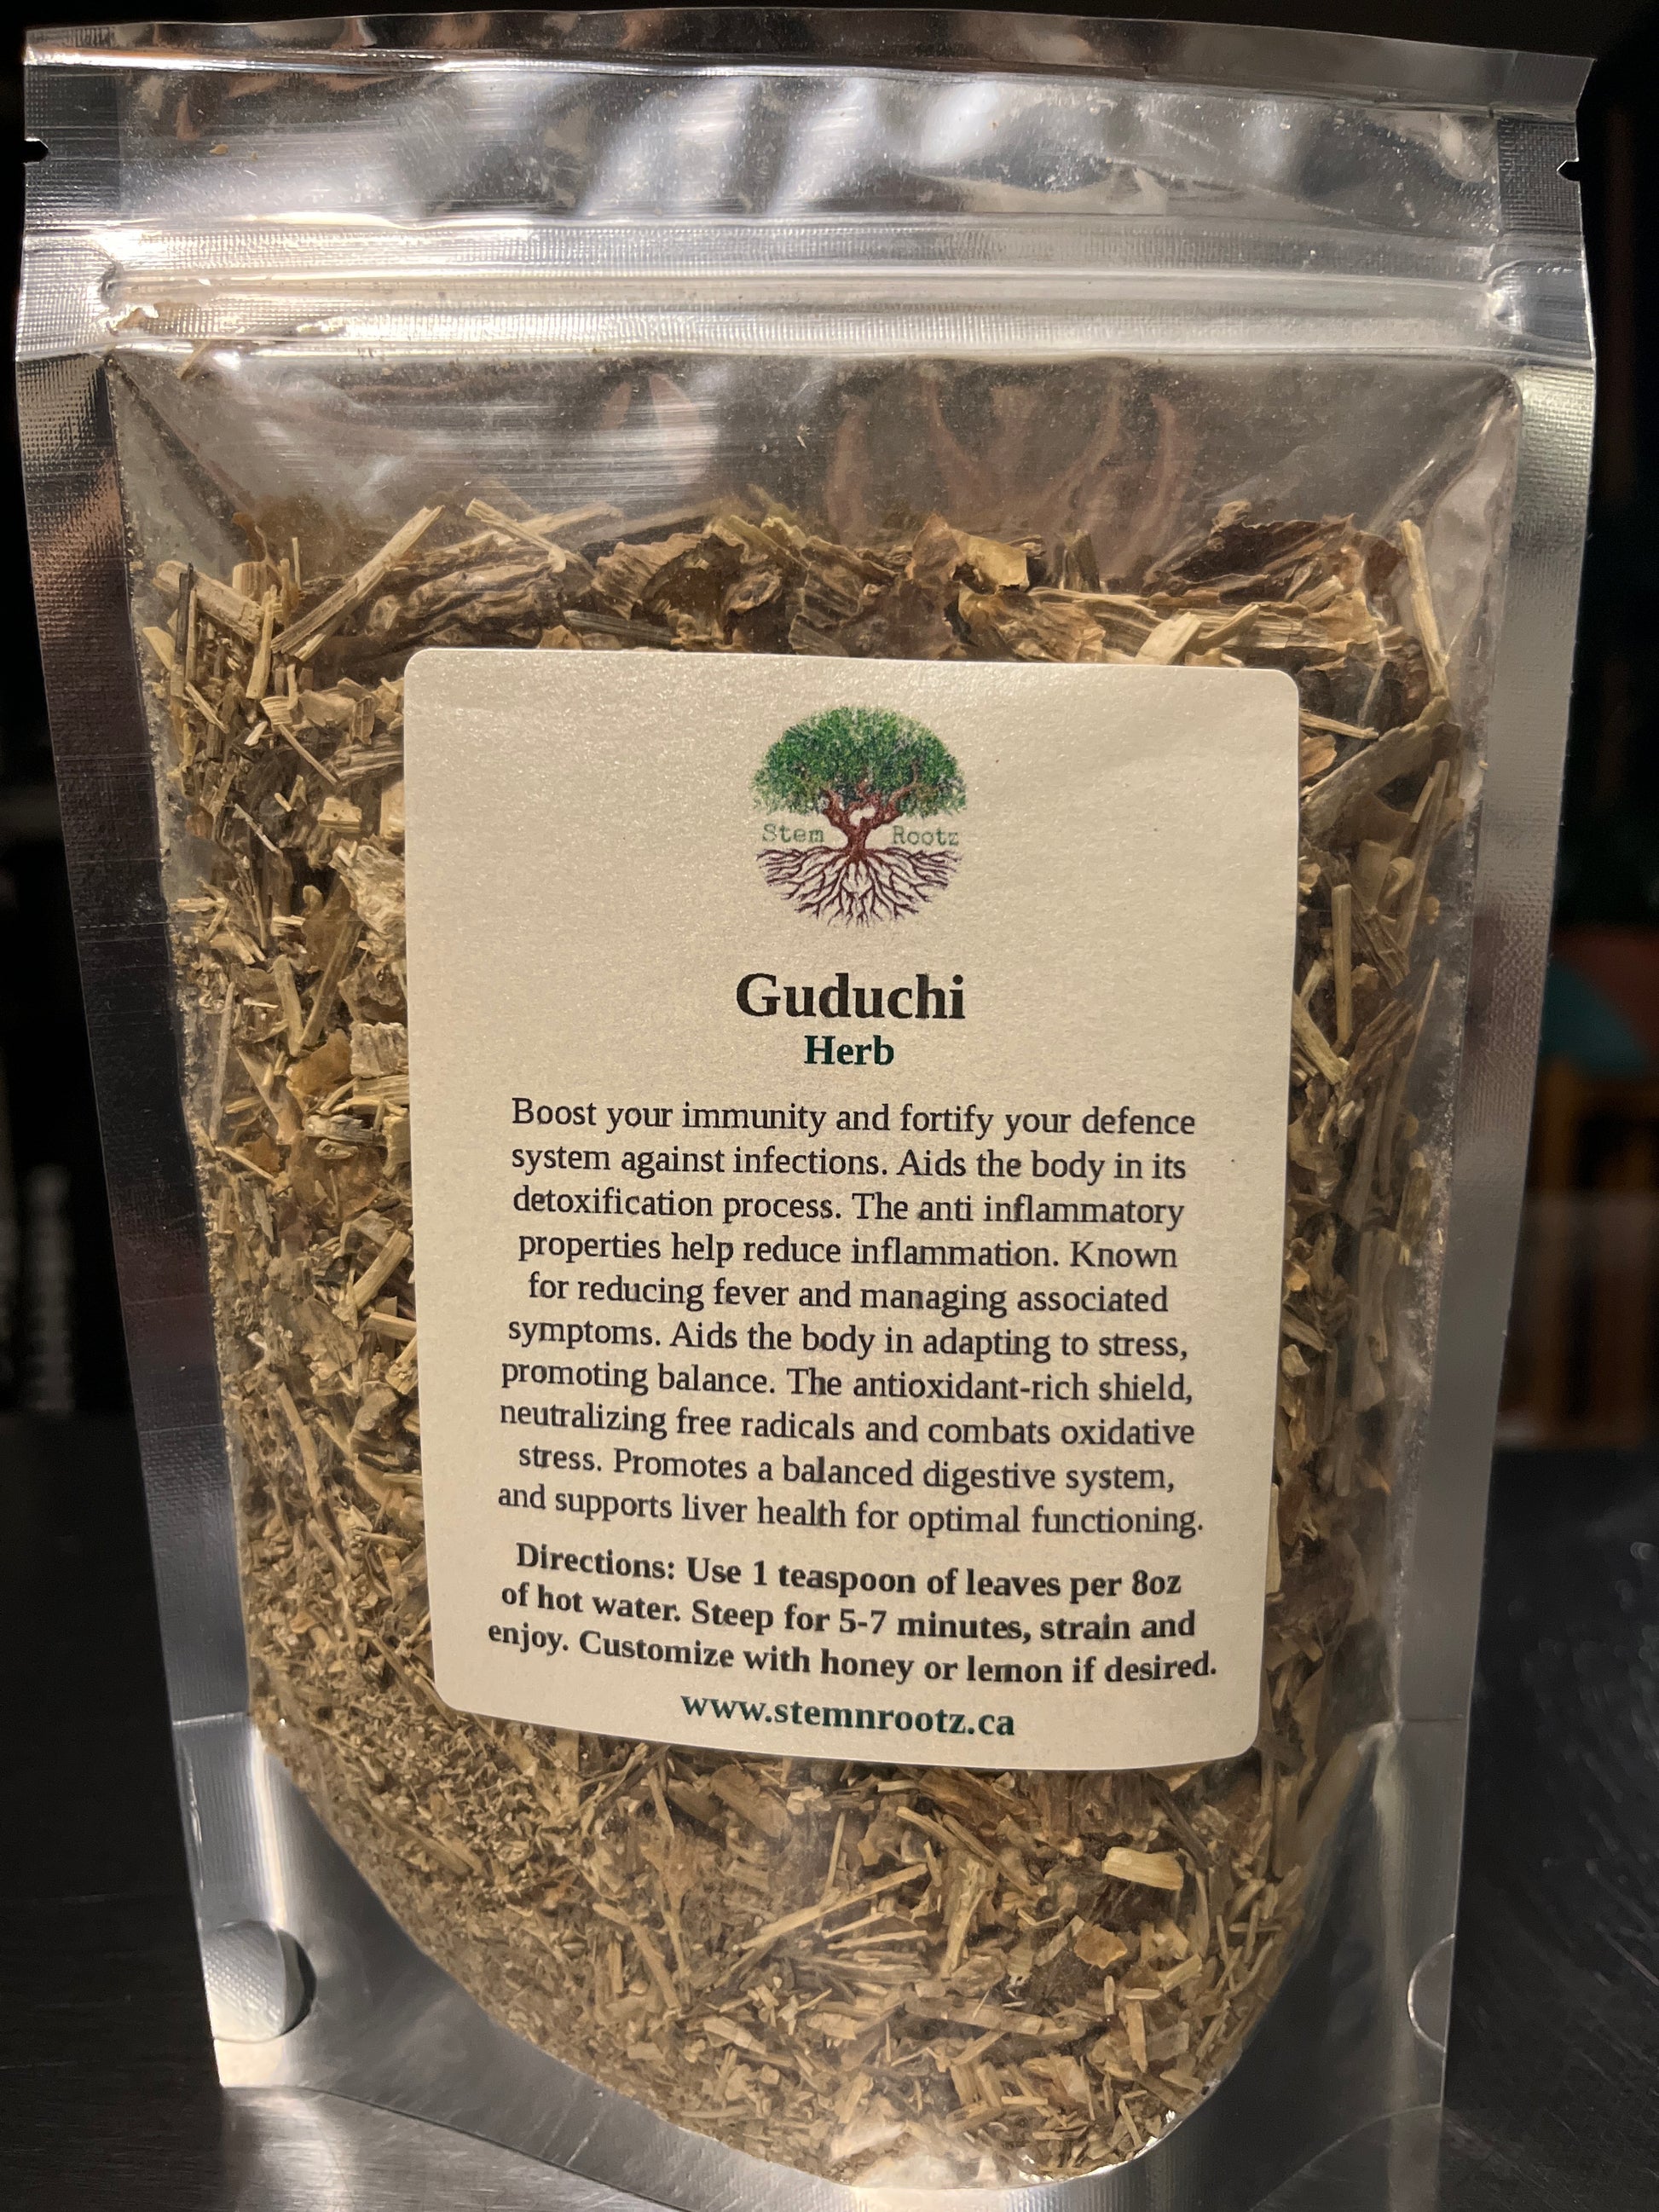 Stem Rootz
Guduchi
Herb
Boost your immunity and fortify your defence
system against infections. Aids the body in its
detoxification process. The anti inflammatory
properties help reduce inflammation. Known
for reducing fever and managing associated
symptoms. Aids the body in adapting to stress,
promoting balance. The antioxidant-rich shield,
neutralizing free radicals and combats oxidative
stress. Promotes a balanced digestive system,
and supports liver health for optimal functioning.
Directions: Use 1 teaspoon of leaves per 8oz
of hot water. Steep for 5-7 minutes, strain and
enjoy. Customize with honey or lemon if desired.
www.stemnrootz.ca